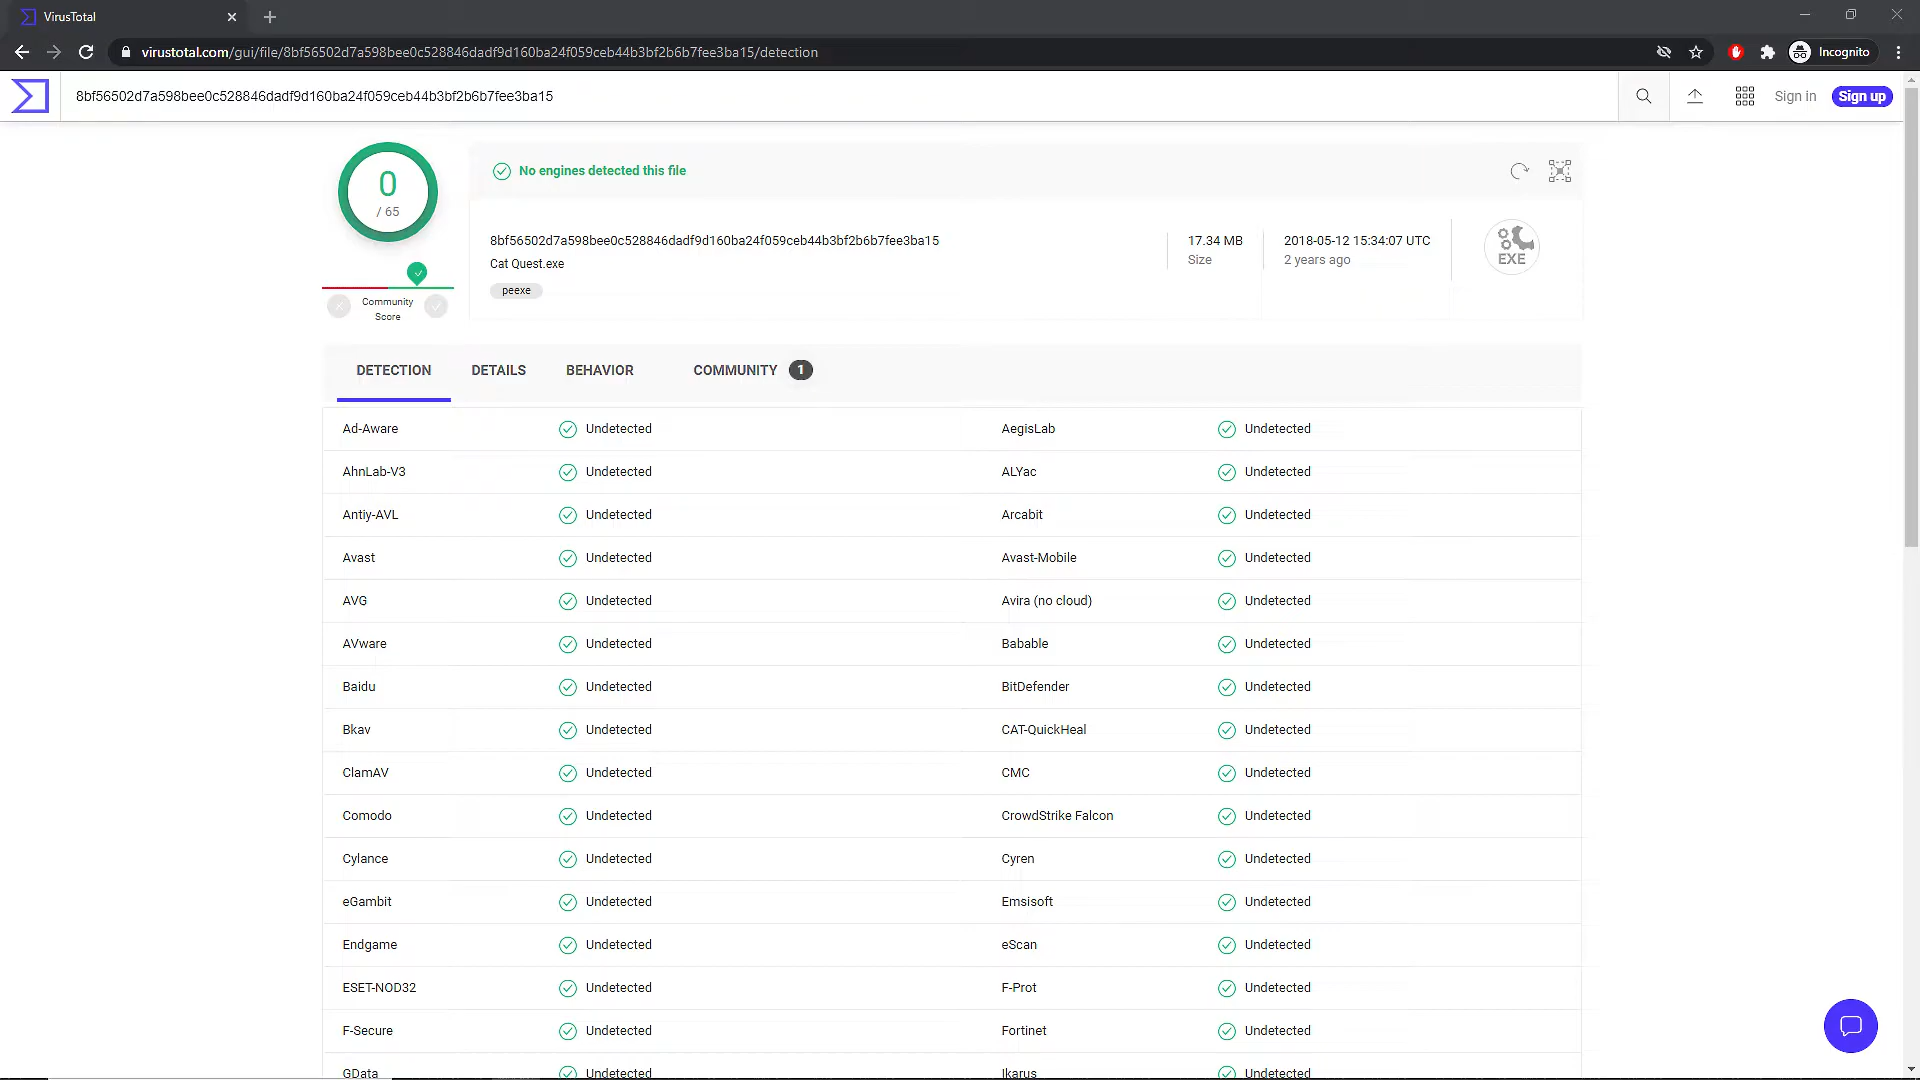 VirusTotal
virustotal.com/gui/file/8bf56502d7a598bee0c528846dadf9d160ba24f059ceb44b3bf2b6b7fee3ba15/detection
Incognito
8bf56502d7a598bee0c528846dadf9d160ba24f059ceb44b3bf2b6b7fee3ba15
Sign in
Sign up
0
/ 65
No engines detected this file
8bf56502d7a598bee0c528846dadf9d160ba24f059ceb44b3bf2b6b7fee3ba15
Cat Quest.exe
peexe
17.34 MB
Size
2018-05-12 15:34:07 UTC
2 years ago
EXE
Community
Score
DETECTION DETAILS BEHAVIOR COMMUNITY 1
Ad-Aware Undetected AegisLab Undetected
AhnLab-V3 Undetected ALYac Undetected
Antiy-AVL Undetected Arcabit Undetected
Avast Undetected Avast-Mobile Undetected
AVG Undetected Avira (no cloud) Undetected
AVware Undetected Babable Undetected
Baidu Undetected BitDefender Undetected
Bkav Undetected CAT-QuickHeal Undetected
ClamAV Undetected CMC Undetected
Comodo Undetected CrowdStrike Falcon Undetected
Cylance Undetected Cyren Undetected
eGambit Undetected Emsisoft Undetected
Endgame Undetected eScan Undetected
ESET-NOD32 Undetected F-Prot Undetected
F-Secure Undetected Fortinet Undetected
GData Undetected Ikarus Undetected